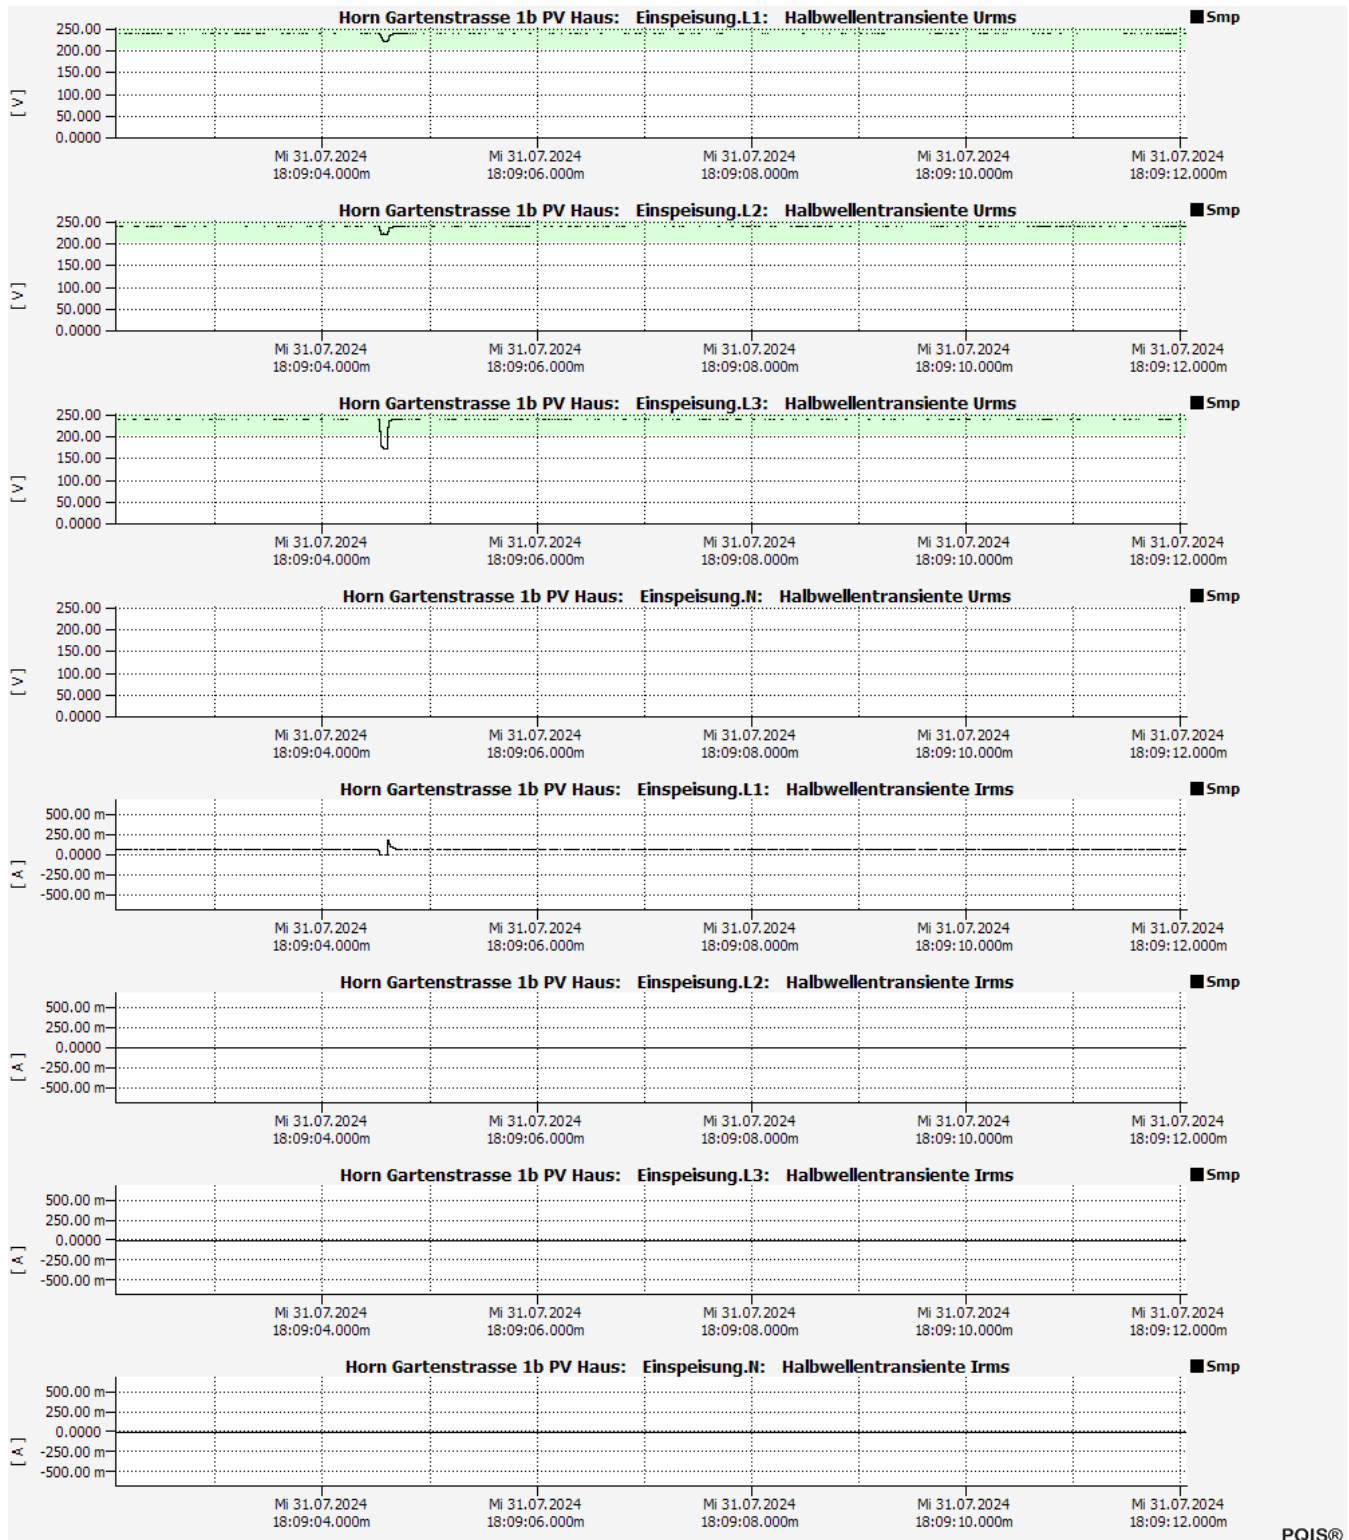 Horn Gartenstrasse 1b PV Haus: Einspeisung.L1: Halbwellentransiente Urms
Smp
250.00
200.00
150.00
100.00
50.000
0.0000
[ V ]
Mi 31.07.2024 Mi 31.07.2024 Mi 31.07.2024 Mi 31.07.2024 Mi 31.07.2024
18:09:04.000m 18:09:06.000m 18:09:08.000m 18:09:10.000m 18:09:12.000m
Horn Gartenstrasse 1b PV Haus: Einspeisung.L2: Halbwellentransiente Urms
Smp
250.00
200.00
150.00
100.00
50.000
0.0000
[ V ]
Mi 31.07.2024 Mi 31.07.2024 Mi 31.07.2024 Mi 31.07.2024 Mi 31.07.2024
18:09:04.000m 18:09:06.000m 18:09:08.000m 18:09:10.000m 18:09:12.000m
Horn Gartenstrasse 1b PV Haus: Einspeisung.L3: Halbwellentransiente Urms
Smp
250.00
200.00
150.00
100.00
50.000
0.0000
[ V ]
Mi 31.07.2024 Mi 31.07.2024 Mi 31.07.2024 Mi 31.07.2024 Mi 31.07.2024
18:09:04.000m 18:09:06.000m 18:09:08.000m 18:09:10.000m 18:09:12.000m
Horn Gartenstrasse 1b PV Haus: Einspeisung.N: Halbwellentransiente Urms
Smp
250.00
200.00
150.00
100.00
50.000
0.0000
[ V ]
Mi 31.07.2024 Mi 31.07.2024 Mi 31.07.2024 Mi 31.07.2024 Mi 31.07.2024
18:09:04.000m 18:09:06.000m 18:09:08.000m 18:09:10.000m 18:09:12.000m
Horn Gartenstrasse 1b PV Haus: Einspeisung.L1: Halbwellentransiente Irms
Smp
500.00 m
250.00 m
0.0000
-250.00 m
-500.00 m
[ A ]
Mi 31.07.2024 Mi 31.07.2024 Mi 31.07.2024 Mi 31.07.2024 Mi 31.07.2024
18:09:04.000m 18:09:06.000m 18:09:08.000m 18:09:10.000m 18:09:12.000m
Horn Gartenstrasse 1b PV Haus: Einspeisung.L2: Halbwellentransiente Irms
Smp
500.00 m
250.00 m
0.0000
-250.00 m
-500.00 m
[ A ]
Mi 31.07.2024 Mi 31.07.2024 Mi 31.07.2024 Mi 31.07.2024 Mi 31.07.2024
18:09:04.000m 18:09:06.000m 18:09:08.000m 18:09:10.000m 18:09:12.000m
Horn Gartenstrasse 1b PV Haus: Einspeisung.L3: Halbwellentransiente Irms
Smp
500.00 m
250.00 m
0.0000
-250.00 m
-500.00 m
[ A ]
Mi 31.07.2024 Mi 31.07.2024 Mi 31.07.2024 Mi 31.07.2024 Mi 31.07.2024
18:09:04.000m 18:09:06.000m 18:09:08.000m 18:09:10.000m 18:09:12.000m
Horn Gartenstrasse 1b PV Haus: Einspeisung.N: Halbwellentransiente Irms
Smp
500.00 m
250.00 m
0.0000
-250.00 m
-500.00 m
[ A ]
Mi 31.07.2024 Mi 31.07.2024 Mi 31.07.2024 Mi 31.07.2024 Mi 31.07.2024
18:09:04.000m 18:09:06.000m 18:09:08.000m 18:09:10.000m 18:09:12.000m
PQIS®